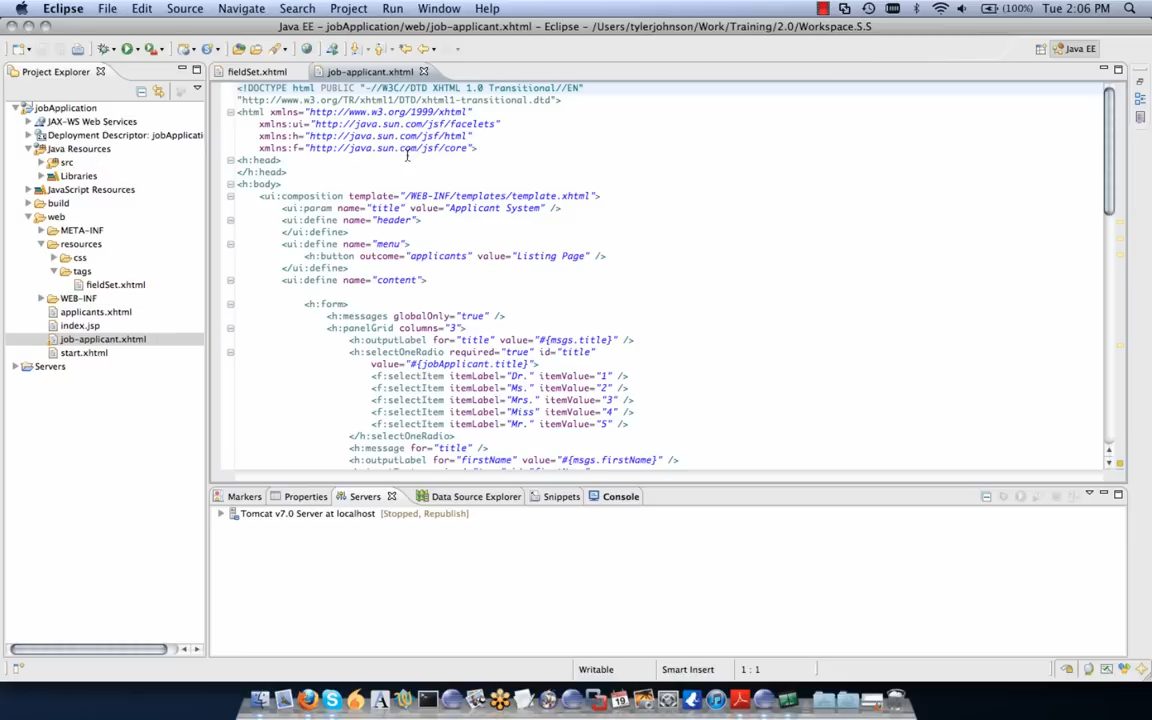 Eclipse File Edit Source Navigate Search Project Run Window Help (100%) Tue 2:06 PM
Java EE - jobApplication/web/job-applicant.xhtml - Eclipse - /Users/tylerjohnson/Work/Training/2.0/Workspace.S.S
Java EE
Project Explorer
fieldSet.xhtml
job-applicant.xhtml
jobApplication
JAX-WS Web Services
Deployment Descriptor: jobApplicati
Java Resources
src
Libraries
JavaScript Resources
build
web
META-INF
resources
css
tags
fieldSet.xhtml
WEB-INF
applicants.xhtml
index.jsp
job-applicant.xhtml
start.xhtml
Servers
<!DOCTYPE html PUBLIC "-//W3C//DTD XHTML 1.0 Transitional//EN"
"http://www.w3.org/TR/xhtml1/DTD/xhtml1-transitional.dtd">
<html xmlns="http://www.w3.org/1999/xhtml"
xmlns:ui="http://java.sun.com/jsf/facelets"
xmlns:h="http://java.sun.com/jsf/html"
xmlns:f="http://java.sun.com/jsf/core">
<h:head>
</h:head>
<h:body>
<ui:composition template="/WEB-INF/templates/template.xhtml">
<ui:param name="title" value="Applicant System" />
<ui:define name="header">
</ui:define>
<ui:define name="menu">
<h:button outcome="applicants" value="Listing Page" />
</ui:define>
<ui:define name="content">
<h:form>
<h:messages globalOnly="true" />
<h:panelGrid columns="3">
<h:outputLabel for="title" value="#{msgs.title}" />
<h:selectOneRadio required="true" id="title"
value="#{jobApplicant.title}">
<f:selectItem itemLabel="Dr." itemValue="1" />
<f:selectItem itemLabel="Ms." itemValue="2" />
<f:selectItem itemLabel="Mrs." itemValue="3" />
<f:selectItem itemLabel="Miss" itemValue="4" />
<f:selectItem itemLabel="Mr." itemValue="5" />
</h:selectOneRadio>
<h:message for="title" />
<h:outputLabel for="firstName" value="#{msgs.firstName}" />
Markers Properties Servers Data Source Explorer Snippets Console
Tomcat v7.0 Server at localhost [Stopped, Republish]
Writable Smart Insert 1 : 1
19